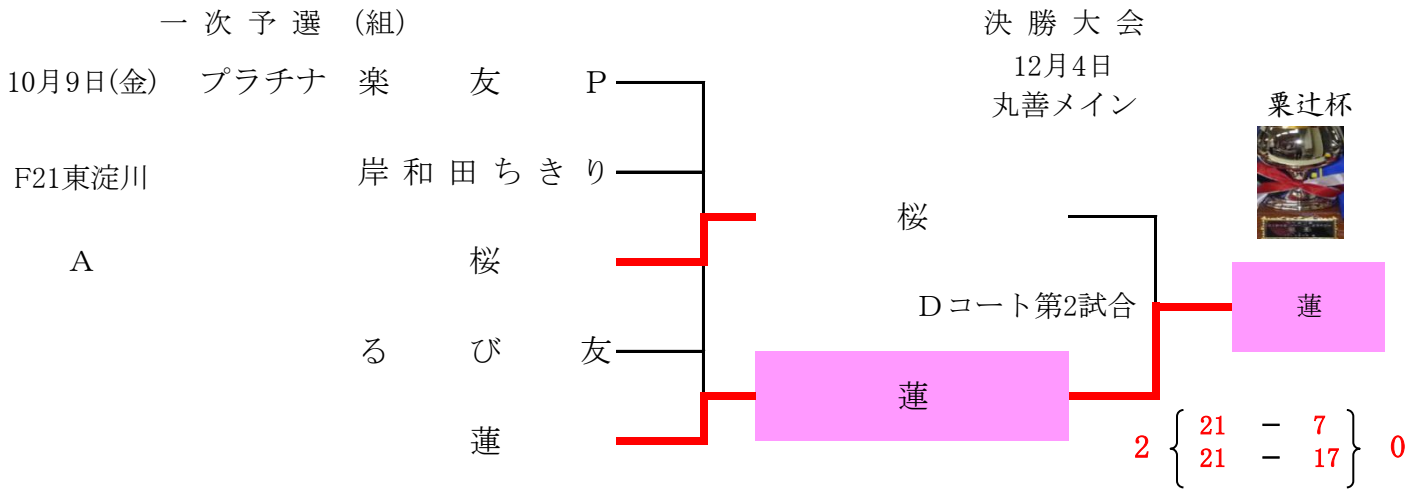 一次予選 (組)
決勝大会
12月4日
10月9日(金) プラチナ 楽友P
丸善メイン
粟辻杯
F21東淀川 岸和田ちきり
桜
A 桜
Dコート第2試合
蓮
るび友
蓮
蓮
2 { 21 － 7 } 0
21 － 17